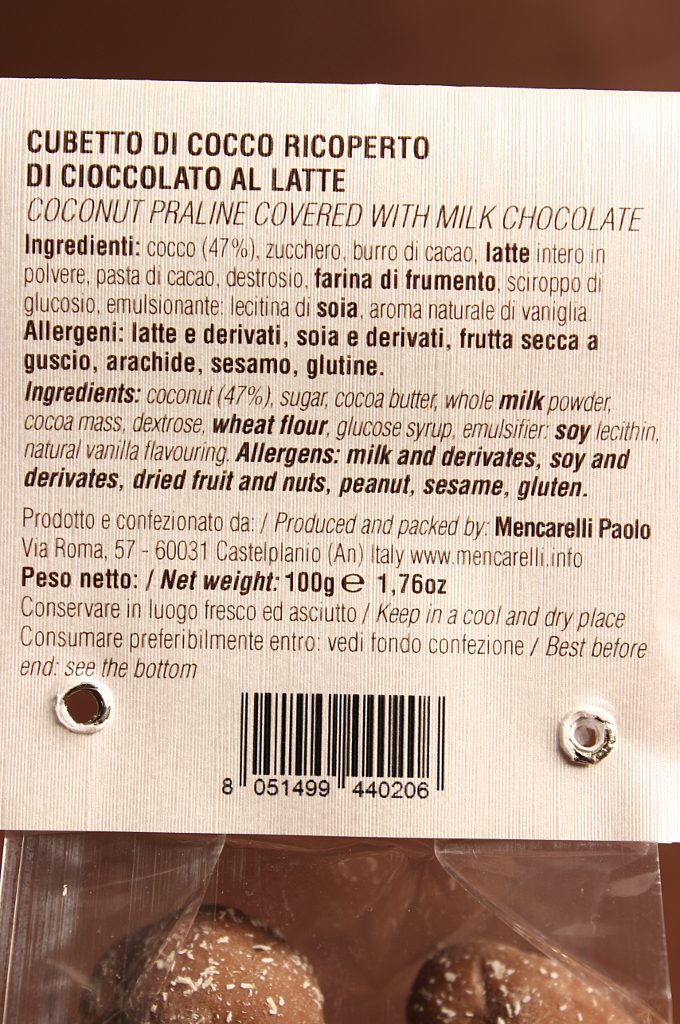 CUBETTO DI COCCO RICOPERTO
DI CIOCCOLATO AL LATTE
COCONUT PRALINE COVERED WITH MILK CHOCOLATE
Ingredienti: cocco (47%), zucchero, burro di cacao, latte intero in
polvere, pasta di cacao, destrosio, farina di frumento, sciroppo di
glucosio, emulsionante: lecitina di soia, aroma naturale di vaniglia.
Allergeni: latte e derivati, soia e derivati, frutta secca a
guscio, arachide, sesamo, glutine.
Ingredients: coconut (47%), sugar, cocoa butter, whole milk powder,
cocoa mass, dextrose, wheat flour, glucose syrup, emulsifier: soy lecithin,
natural vanilla flavouring. Allergens: milk and derivates, soy and
derivates, dried fruit and nuts, peanut, sesame, gluten.
Prodotto e confezionato da: / Produced and packed by: Mencarelli Paolo
Via Roma, 57 - 60031 Castelplanio (An) Italy www.mencarelli.info
Peso netto: / Net weight: 100g ℮ 1,76oz
Conservare in luogo fresco ed asciutto / Keep in a cool and dry place
Consumare preferibilmente entro: vedi fondo confezione / Best before
end: see the bottom
8 051499 440206